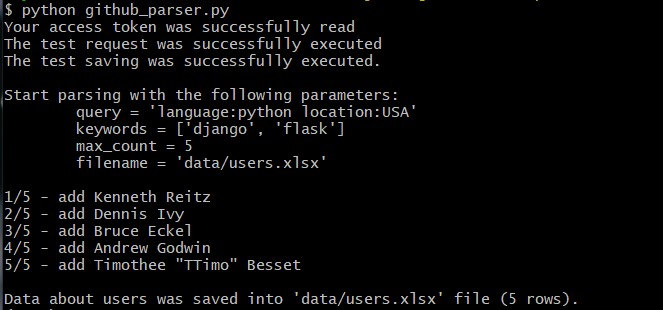 $ python github_parser.py
Your access token was successfully read
The test request was successfully executed
The test saving was successfully executed.
Start parsing with the following parameters:
query = 'language:python location:USA'
keywords = ['django', 'flask']
max_count = 5
filename = 'data/users.xlsx'
1/5 - add Kenneth Reitz
2/5 - add Dennis Ivy
3/5 - add Bruce Eckel
4/5 - add Andrew Godwin
5/5 - add Timothee "TTimo" Besset
Data about users was saved into 'data/users.xlsx' file (5 rows).